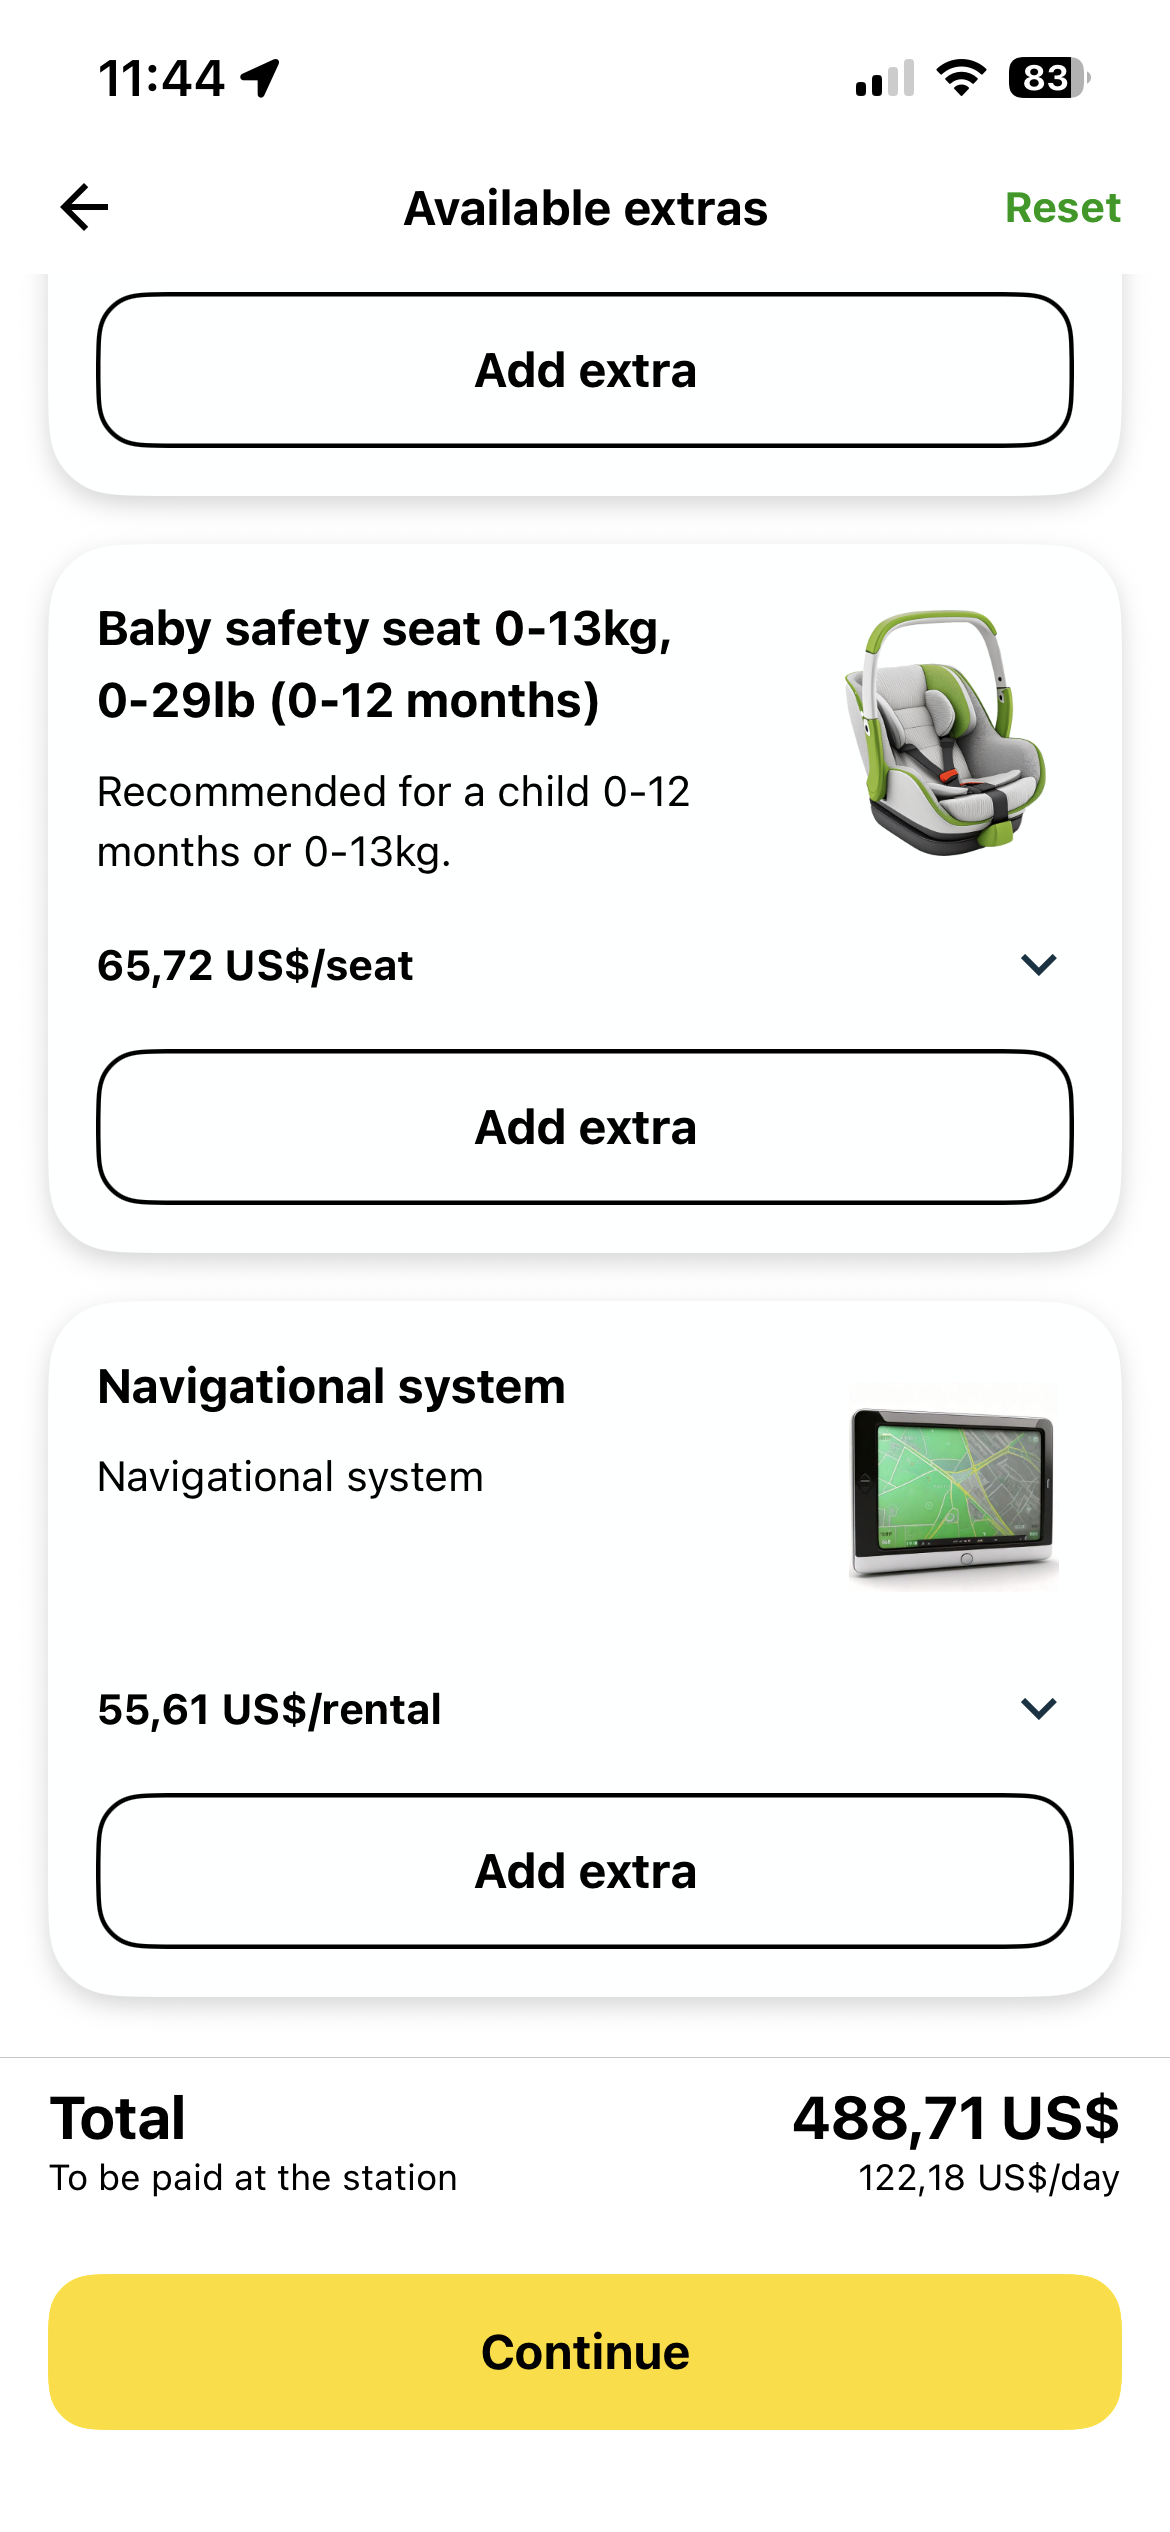 11:44
83
Available extras
Reset
Add extra
Baby safety seat 0-13kg,
0-29lb (0-12 months)
Recommended for a child 0-12
months or 0-13kg.
65,72 US$/seat
Add extra
Navigational system
Navigational system
55,61 US$/rental
Add extra
Total
488,71 US$
To be paid at the station
122,18 US$/day
Continue